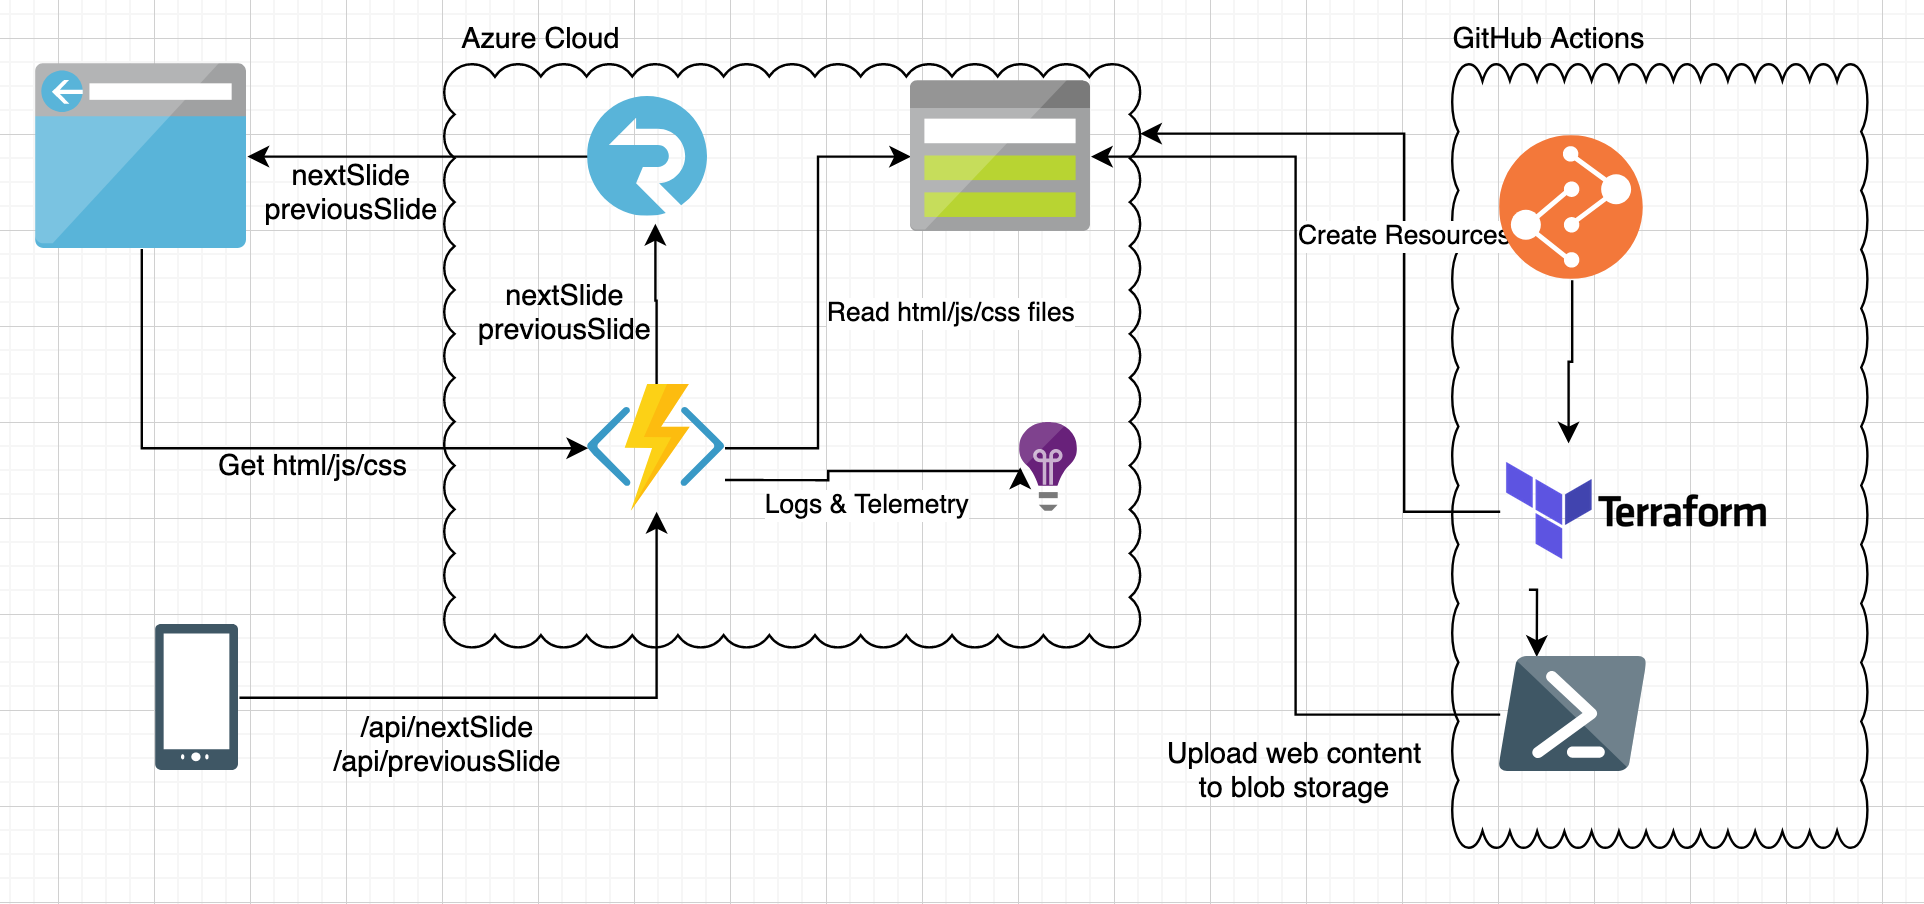 Azure Cloud
GitHub Actions
nextSlide
previousSlide
Create Resources
nextSlide
previousSlide
Read html/js/css files
Get html/js/css
Logs & Telemetry
Terraform
/api/nextSlide
/api/previousSlide
Upload web content
to blob storage